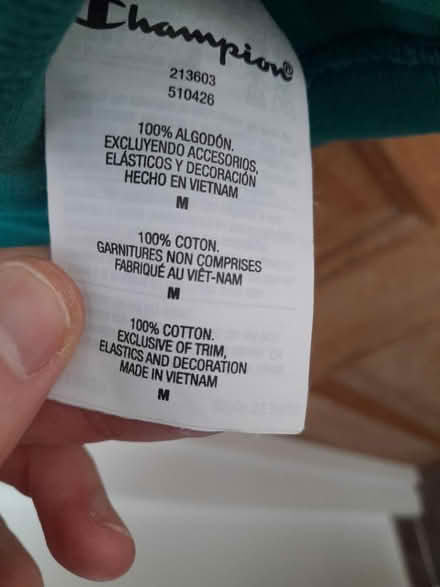 Champion®
213603
510426
100% ALGODÓN.
EXCLUYENDO ACCESORIOS,
ELÁSTICOS Y DECORACIÓN
HECHO EN VIETNAM
M
100% COTON.
GARNITURES NON COMPRISES
FABRIQUÉ AU VIÊT-NAM
M
100% COTTON.
EXCLUSIVE OF TRIM,
ELASTICS AND DECORATION
MADE IN VIETNAM
M